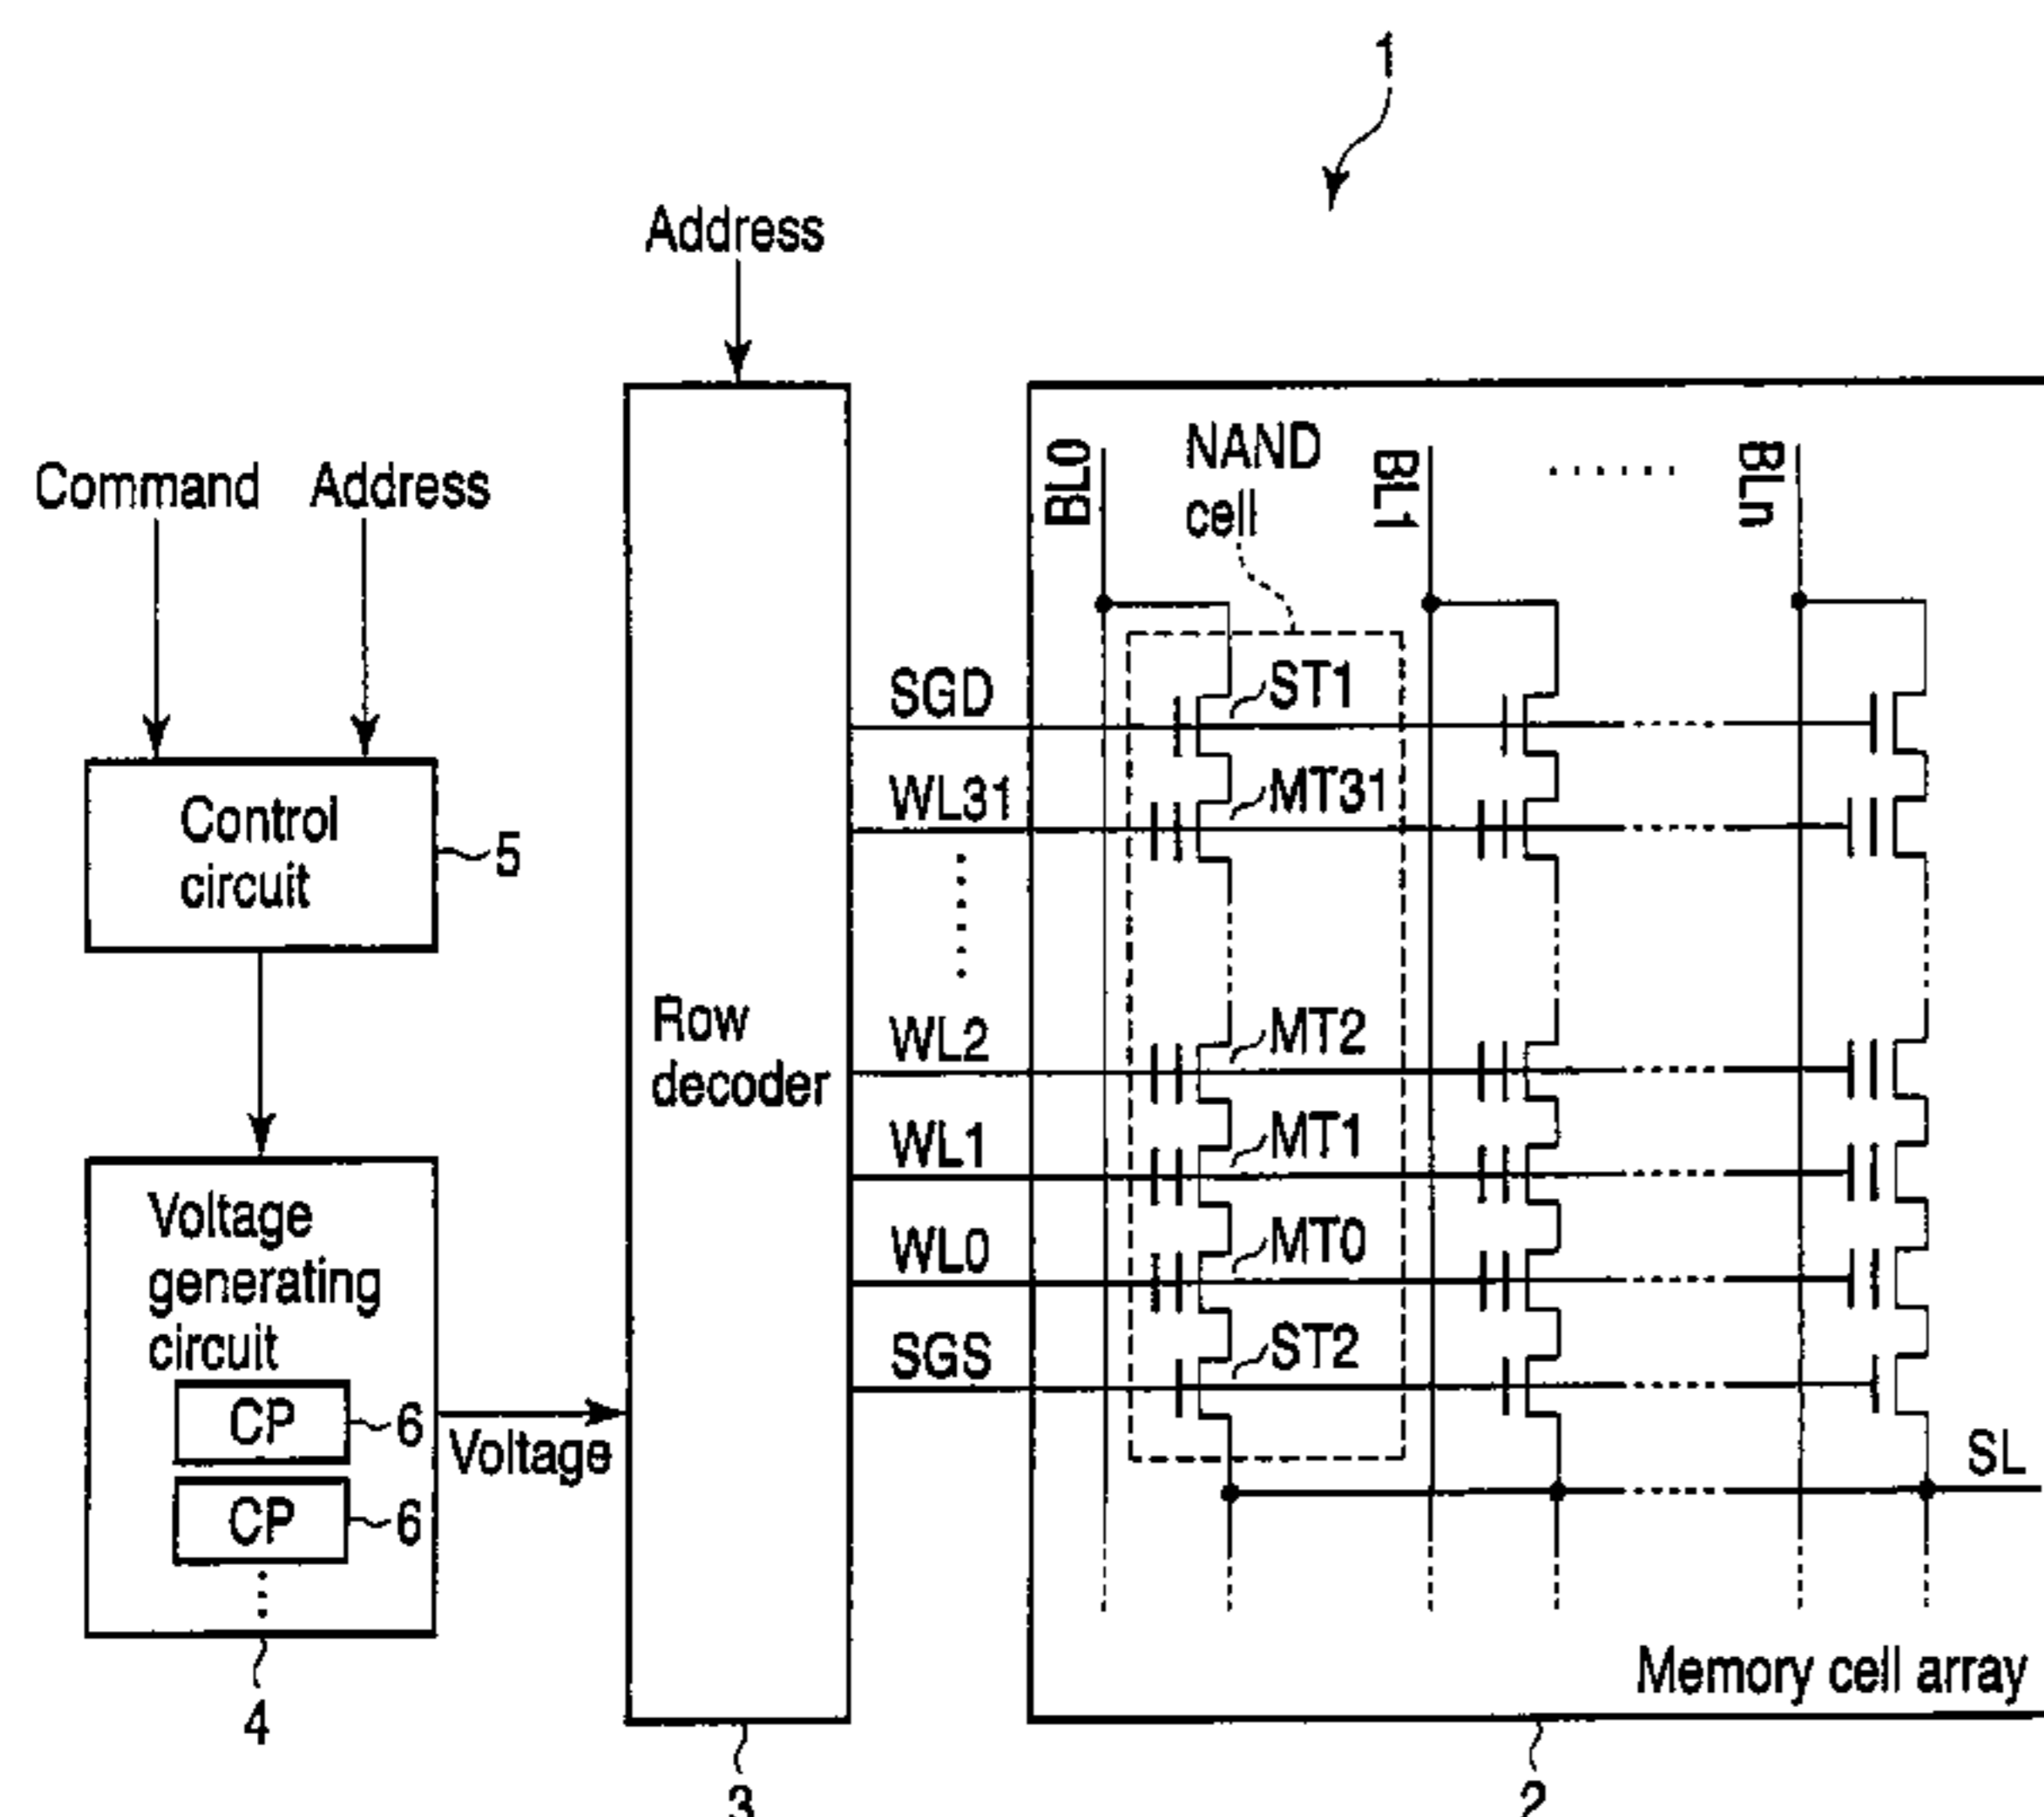 1
Address
Command
Address
Control
circuit
5
Voltage
generating
circuit
CP
6
CP
6
4
Voltage
Row
decoder
3
SGD
WL31
WL2
WL1
WL0
SGS
BL0
NAND
cell
BL1
BLn
ST1
MT31
MT2
MT1
MT0
ST2
SL
Memory cell array
2